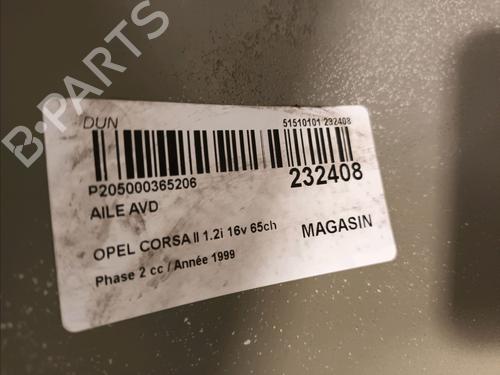 B-PARTS
DUN
51510101 232408
P205000365206
232408
AILE AVD
OPEL CORSA II 1.2i 16v 65ch
MAGASIN
Phase 2 cc / Année 1999